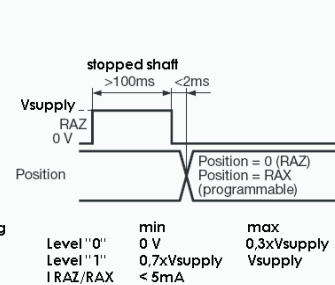 stopped shaft
>100ms <2ms
Vsupply
RAZ
0 V
Position
Position = 0 (RAZ)
Position = RAX
(programmable)
g min max
Level "0" 0 V 0,3xVsupply
Level "1" 0,7xVsupply Vsupply
I RAZ/RAX < 5mA